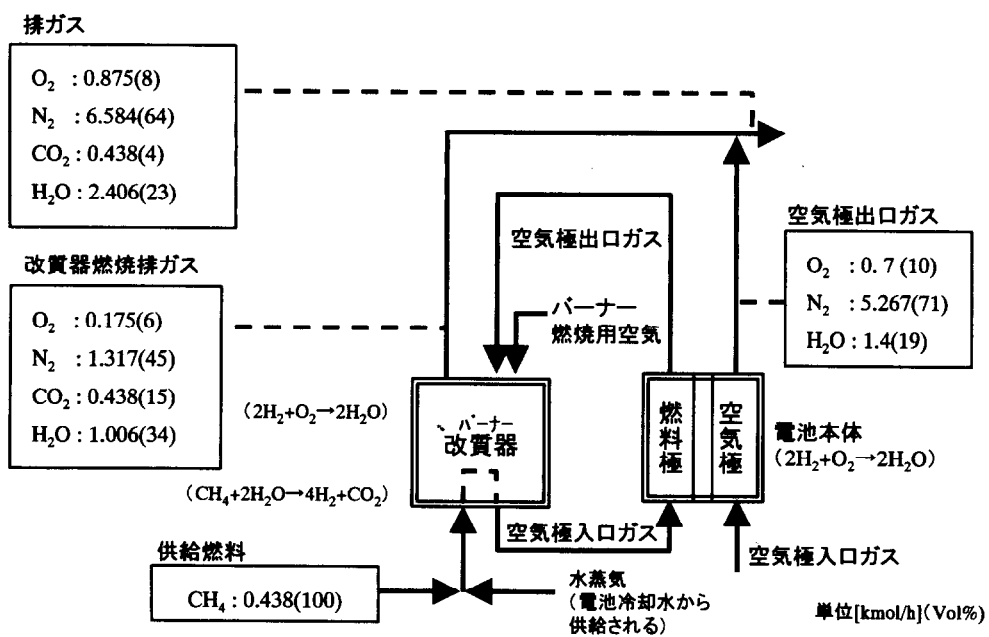 排ガス
O₂ : 0.875(8)
N₂ : 6.584(64)
CO₂ : 0.438(4)
H₂O : 2.406(23)
改質器燃焼排ガス
O₂ : 0.175(6)
N₂ : 1.317(45)
CO₂ : 0.438(15)
H₂O : 1.006(34)
空気極出口ガス
バーナー
燃焼用空気
空気極出口ガス
O₂ : 0. 7 (10)
N₂ : 5.267(71)
H₂O : 1.4(19)
(2H₂+O₂→2H₂O)
バーナー
改質器
燃料極
空気極
電池本体
(2H₂+O₂→2H₂O)
(CH₄+2H₂O→4H₂+CO₂)
空気極入口ガス
空気極入口ガス
供給燃料
CH₄ : 0.438(100)
水蒸気
(電池冷却水から
供給される)
単位[kmol/h](Vol%)